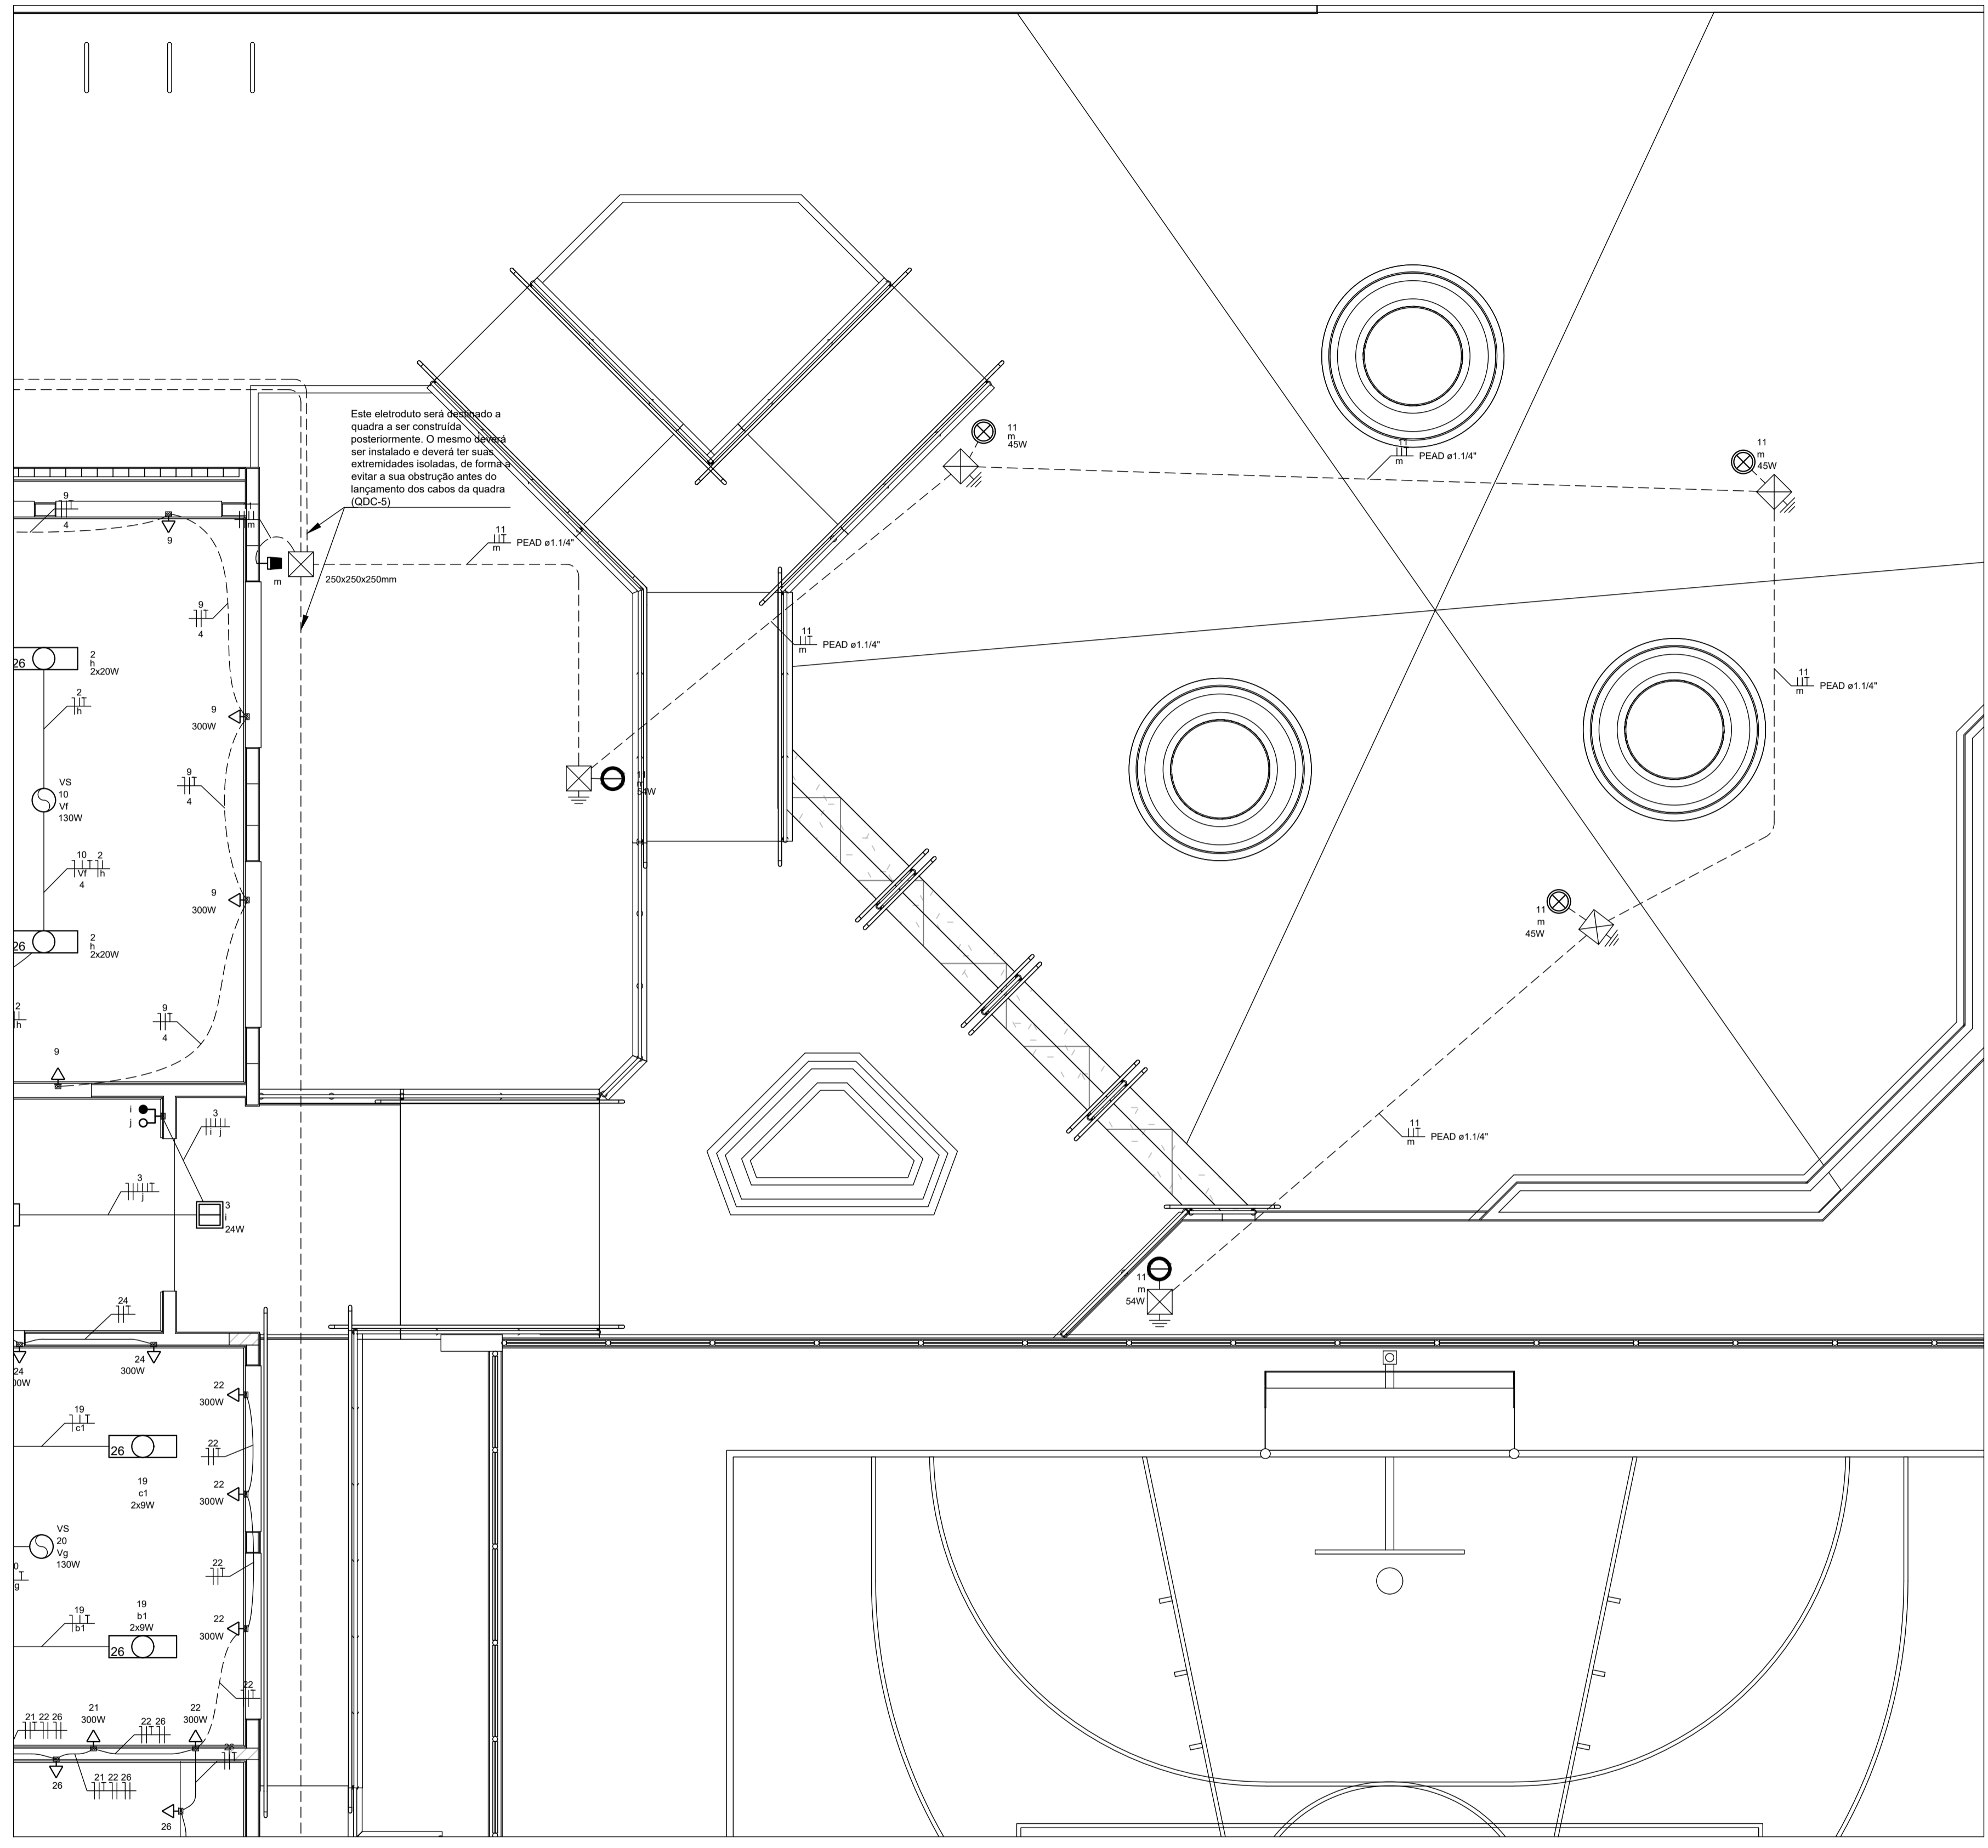 Este eletroduto será destinado a
quadra a ser construída
posteriormente. O mesmo deverá
ser instalado e deverá ter suas
extremidades isoladas, de forma a
evitar a sua obstrução antes do
lançamento dos cabos da quadra
(QDC-5)
11
m
45W
11
m
PEAD ø1.1/4"
11
m
45W
9
4
9
11
m
m
250x250x250mm
11
m
PEAD ø1.1/4"
9
4
11
m
PEAD ø1.1/4"
26
2
h
2x20W
2
h
9
300W
11
m
PEAD ø1.1/4"
VS
10
Vf
130W
9
4
11
m
54W
10 2
Vf h
4
9
300W
26
2
h
2x20W
11
m
45W
2
h
9
4
9
i
j
3
i j
11
m
PEAD ø1.1/4"
3
j
3
i
24W
11
m
54W
24
24
24
300W
22
300W
19
c1
26
22
19
c1
2x9W
22
300W
VS
20
Vg
130W
22
g
19
b1
2x9W
19
b1
26
22
300W
22
21
300W
22
300W
21 22 26
22 26
26
21 22 26
26
26